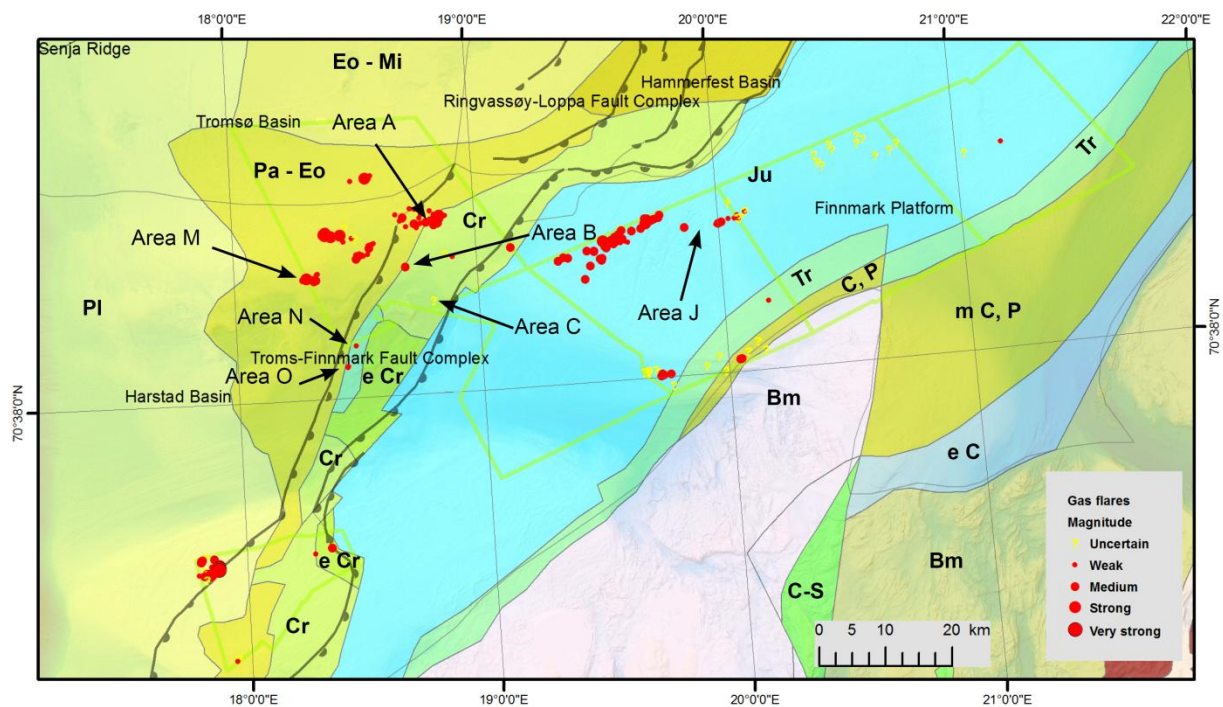 18°0'0"E
19°0'0"E
20°0'0"E
21°0'0"E
22°0'0"E
Senja Ridge
Eo - Mi
Hammerfest Basin
Ringvassøy-Loppa Fault Complex
Tromsø Basin
Area A
Pa - Eo
Ju
Tr
Cr
Finnmark Platform
Area M
Area B
Tr
C, P
Pl
Area N
Area C
Area J
m C, P
70°38'0"N
Troms-Finnmark Fault Complex
Area O
e Cr
Harstad Basin
Bm
70°38'0"N
Cr
e C
Gas flares
Magnitude
Uncertain
Weak
Medium
Strong
Very strong
e Cr
Bm
C-S
Cr
0 5 10 20 km
18°0'0"E
19°0'0"E
20°0'0"E
21°0'0"E